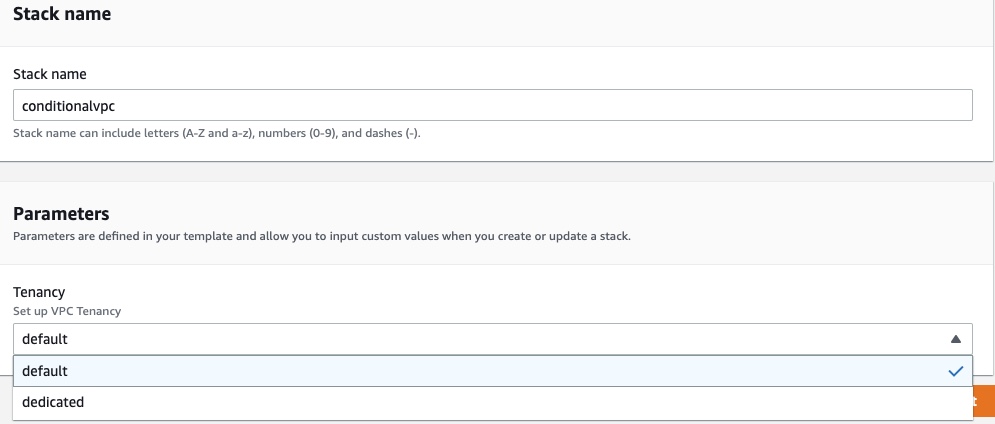 Stack name
Stack name
conditionalvpc
Stack name can include letters (A-Z and a-z), numbers (0-9), and dashes (-).
Parameters
Parameters are defined in your template and allow you to input custom values when you create or update a stack.
Tenancy
Set up VPC Tenancy
default
default
dedicated